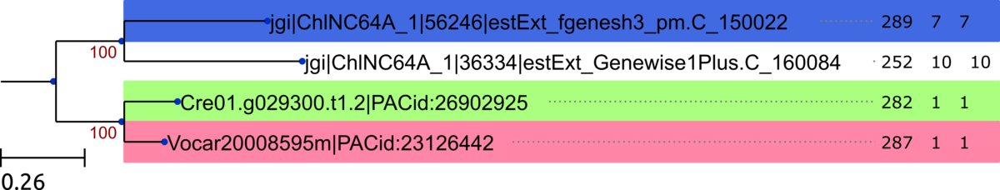 jgi|ChlNC64A_1|56246|estExt_fgenesh3_pm.C_150022 289 7 7
100
jgi|ChlNC64A_1|36334|estExt_Genewise1Plus.C_160084 252 10 10
Cre01.g029300.t1.2|PACid:26902925 282 1 1
100
Vocar20008595m|PACid:23126442 287 1 1
0.26